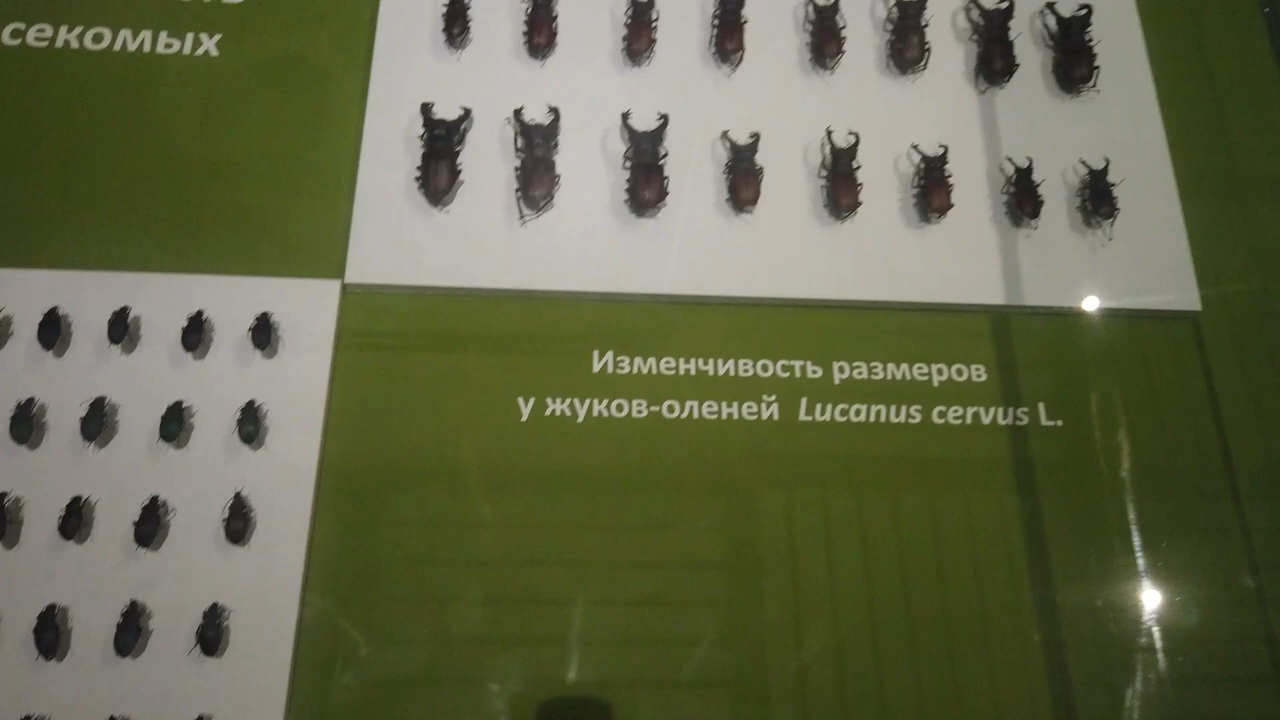 секомых
Изменчивость размеров
у жуков-оленей Lucanus cervus L.